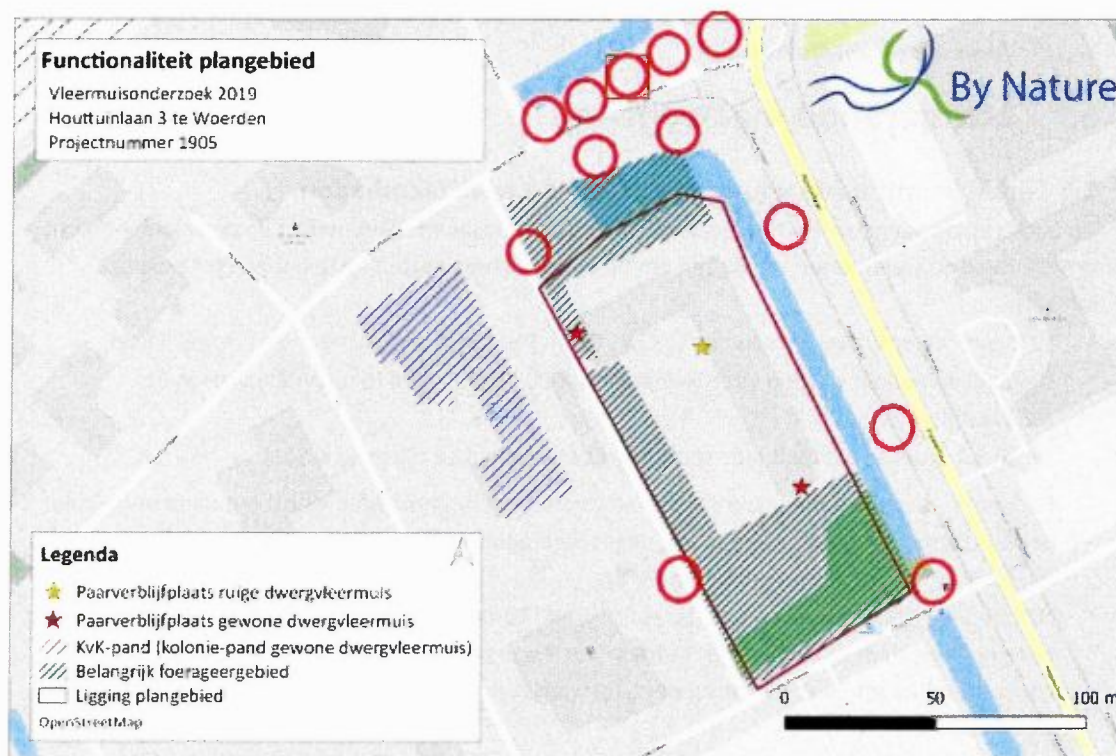 Functionaliteit plangebied
Vleermuisonderzoek 2019
Houttuinlaan 3 te Woerden
Projectnummer 1905
By Nature
Legenda
Paarverblijfplaats ruige dwergvleermuis
Paarverblijfplaats gewone dwergvleermuis
KvK-pand (kolonie-pand gewone dwergvleermuis)
Belangrijk foerageergebied
Ligging plangebied
OpenStreetMap
0 50 100 m